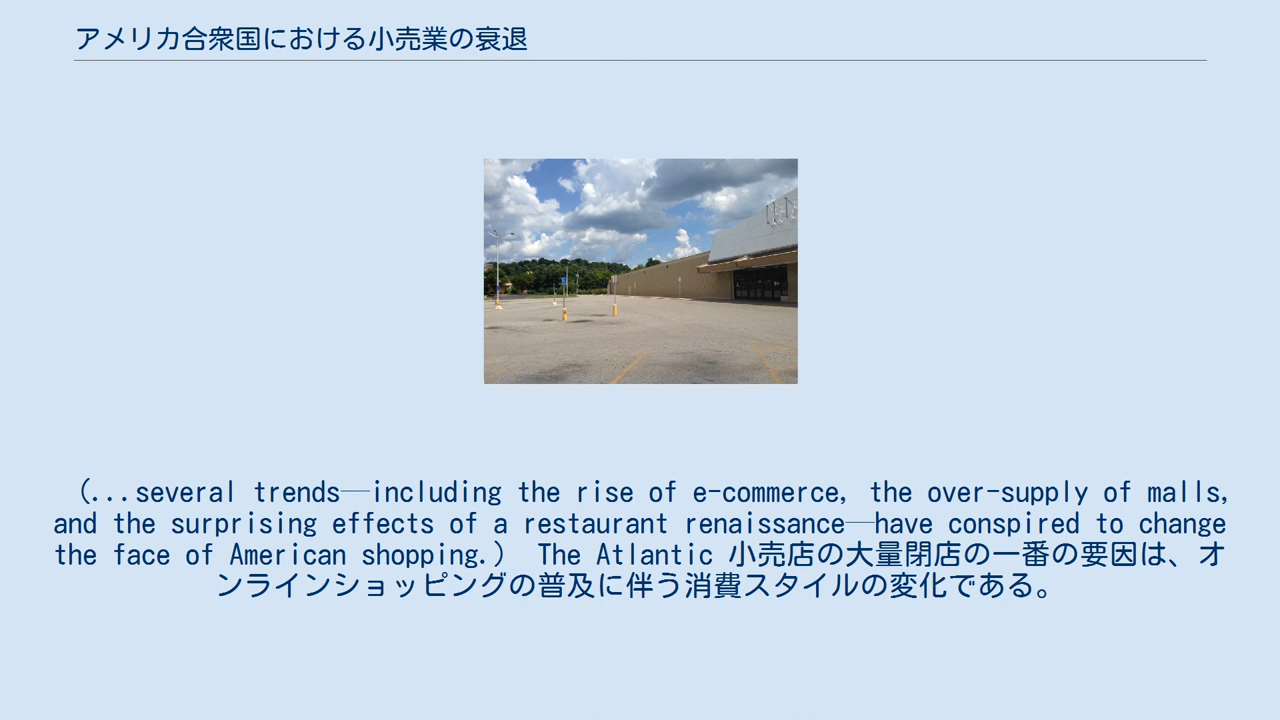 アメリカ合衆国における小売業の衰退
（...several trends—including the rise of e-commerce, the over-supply of malls,
and the surprising effects of a restaurant renaissance—have conspired to change
the face of American shopping.） The Atlantic 小売店の大量閉店の一番の要因は、オ
ンラインショッピングの普及に伴う消費スタイルの変化である。